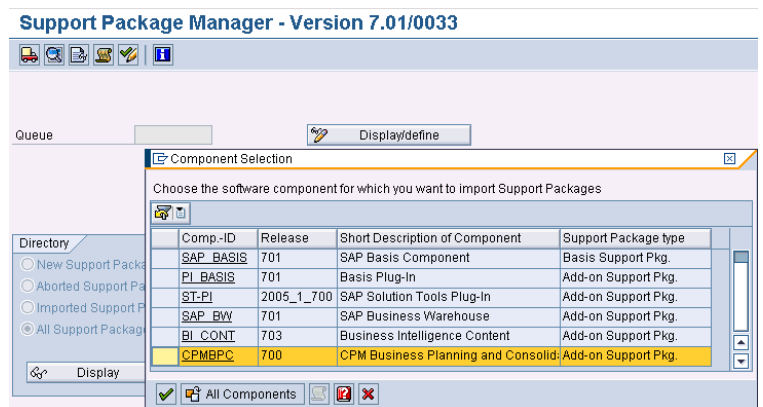 Support Package Manager - Version 7.01/0033
Queue
Display/define
Component Selection
Choose the software component for which you want to import Support Packages
Comp.-ID Release Short Description of Component Support Package type
SAP_BASIS 701 SAP Basis Component Basis Support Pkg.
PI_BASIS 701 Basis Plug-In Add-on Support Pkg.
ST-PI 2005_1_700 SAP Solution Tools Plug-In Add-on Support Pkg.
SAP_BW 701 SAP Business Warehouse Add-on Support Pkg.
BI_CONT 703 Business Intelligence Content Add-on Support Pkg.
CPMBPC 700 CPM Business Planning and Consolid Add-on Support Pkg.
All Components
Directory
New Support Packa
Aborted Support Pa
Imported Support P
All Support Packag
Display